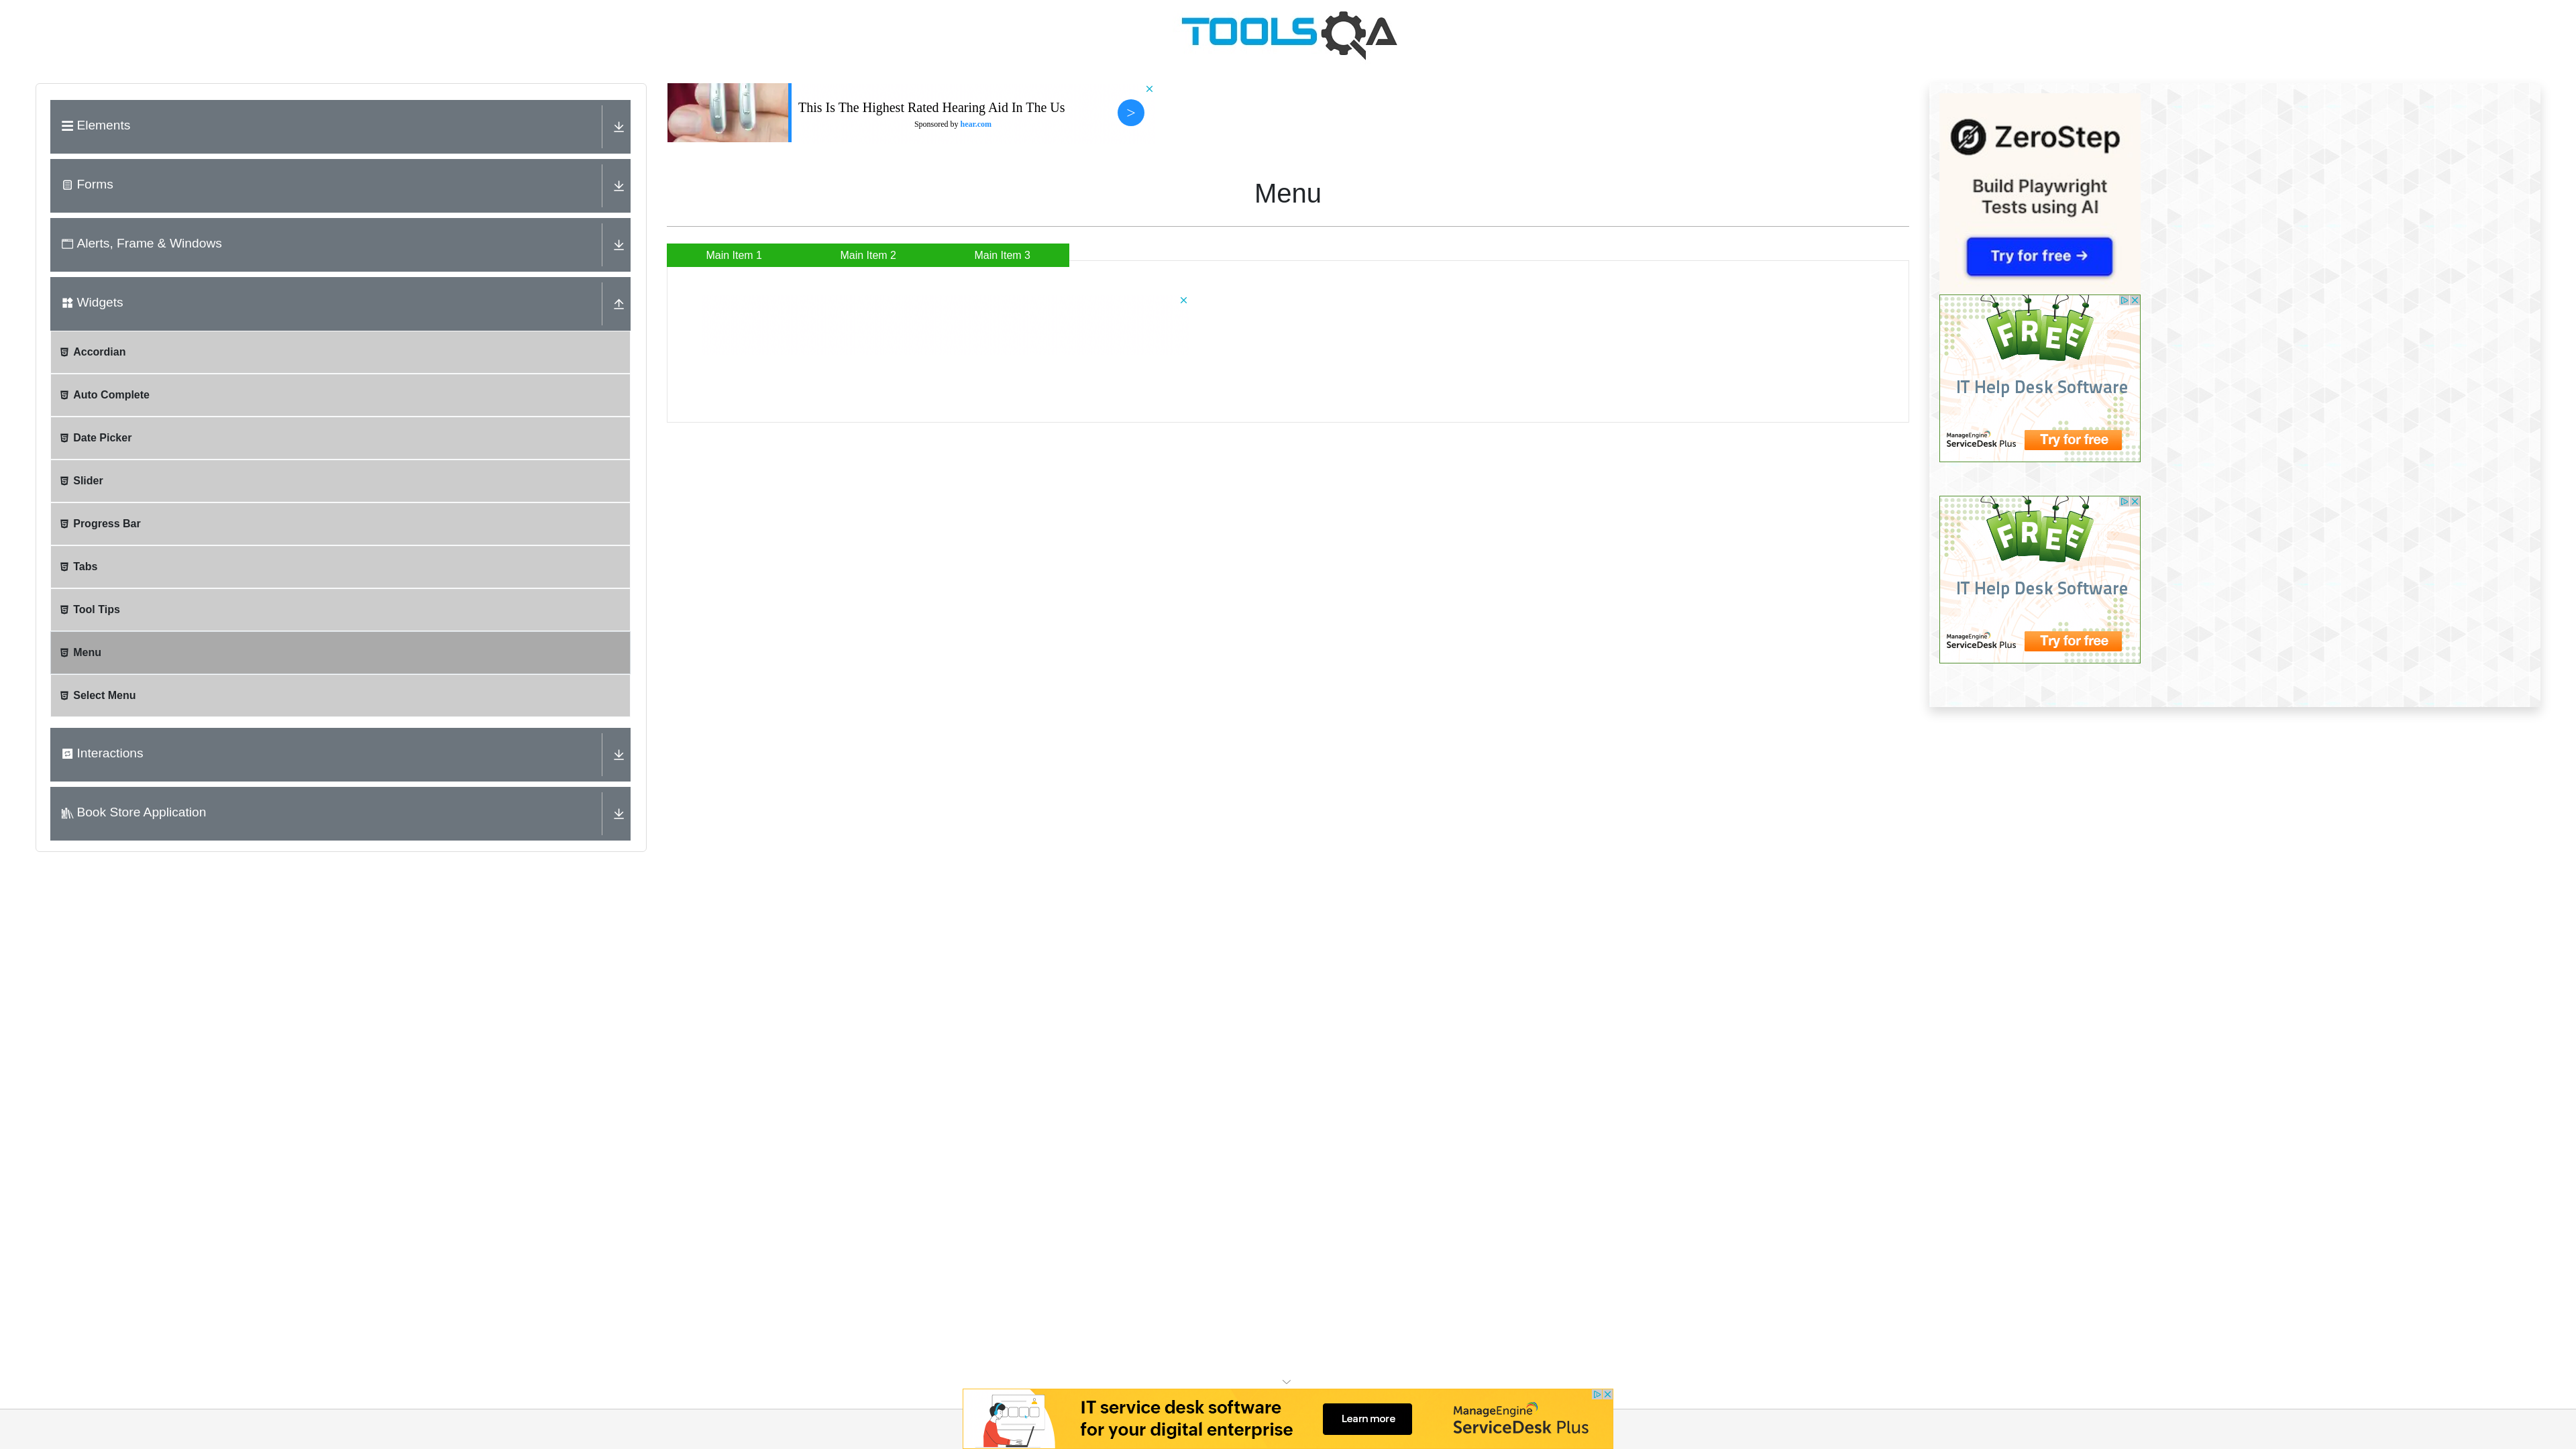 TOOLSQA
Elements
Forms
Alerts, Frame & Windows
Widgets
Accordian
Auto Complete
Date Picker
Slider
Progress Bar
Tabs
Tool Tips
Menu
Select Menu
Interactions
Book Store Application
This Is The Highest Rated Hearing Aid In The Us
Sponsored by hear.com
>
Menu
Main Item 1
Main Item 2
Main Item 3
ZeroStep
Build Playwright
Tests using AI
Try for free →
FREE
IT Help Desk Software
ManageEngine
ServiceDesk Plus
Try for free
FREE
IT Help Desk Software
ManageEngine
ServiceDesk Plus
Try for free
IT service desk software
for your digital enterprise
Learn more
ManageEngine
ServiceDesk Plus